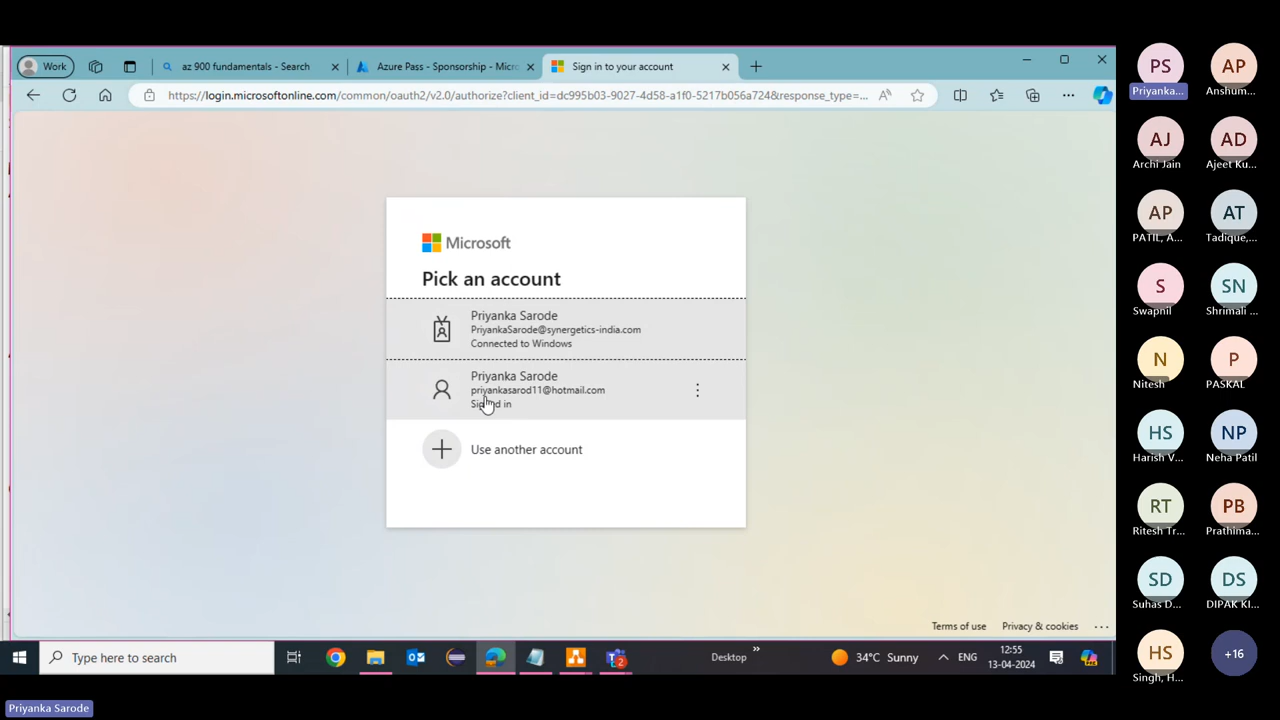 Work
az 900 fundamentals - Search
Azure Pass - Sponsorship - Micro
Sign in to your account
https://login.microsoftonline.com/common/oauth2/v2.0/authorize?client_id=dc995b03-9027-4d58-a1f0-5217b056a724&response_type=...
Microsoft
Pick an account
Priyanka Sarode
PriyankaSarode@synergetics-india.com
Connected to Windows
Priyanka Sarode
priyankasarod11@hotmail.com
Signed in
Use another account
Terms of use
Privacy & cookies
...
Type here to search
2
Desktop
34°C Sunny
ENG
12:55
13-04-2024
Priyanka Sarode
PS
Priyanka...
AP
Anshum...
AJ
Archi Jain
AD
Ajeet Ku...
AP
PATIL, A...
AT
Tadique,...
S
Swapnil
SN
Shrimali ...
N
Nitesh
P
PASKAL
HS
Harish V...
NP
Neha Patil
RT
Ritesh Tr...
PB
Prathima...
SD
Suhas D...
DS
DIPAK KI...
HS
Singh, H...
+16